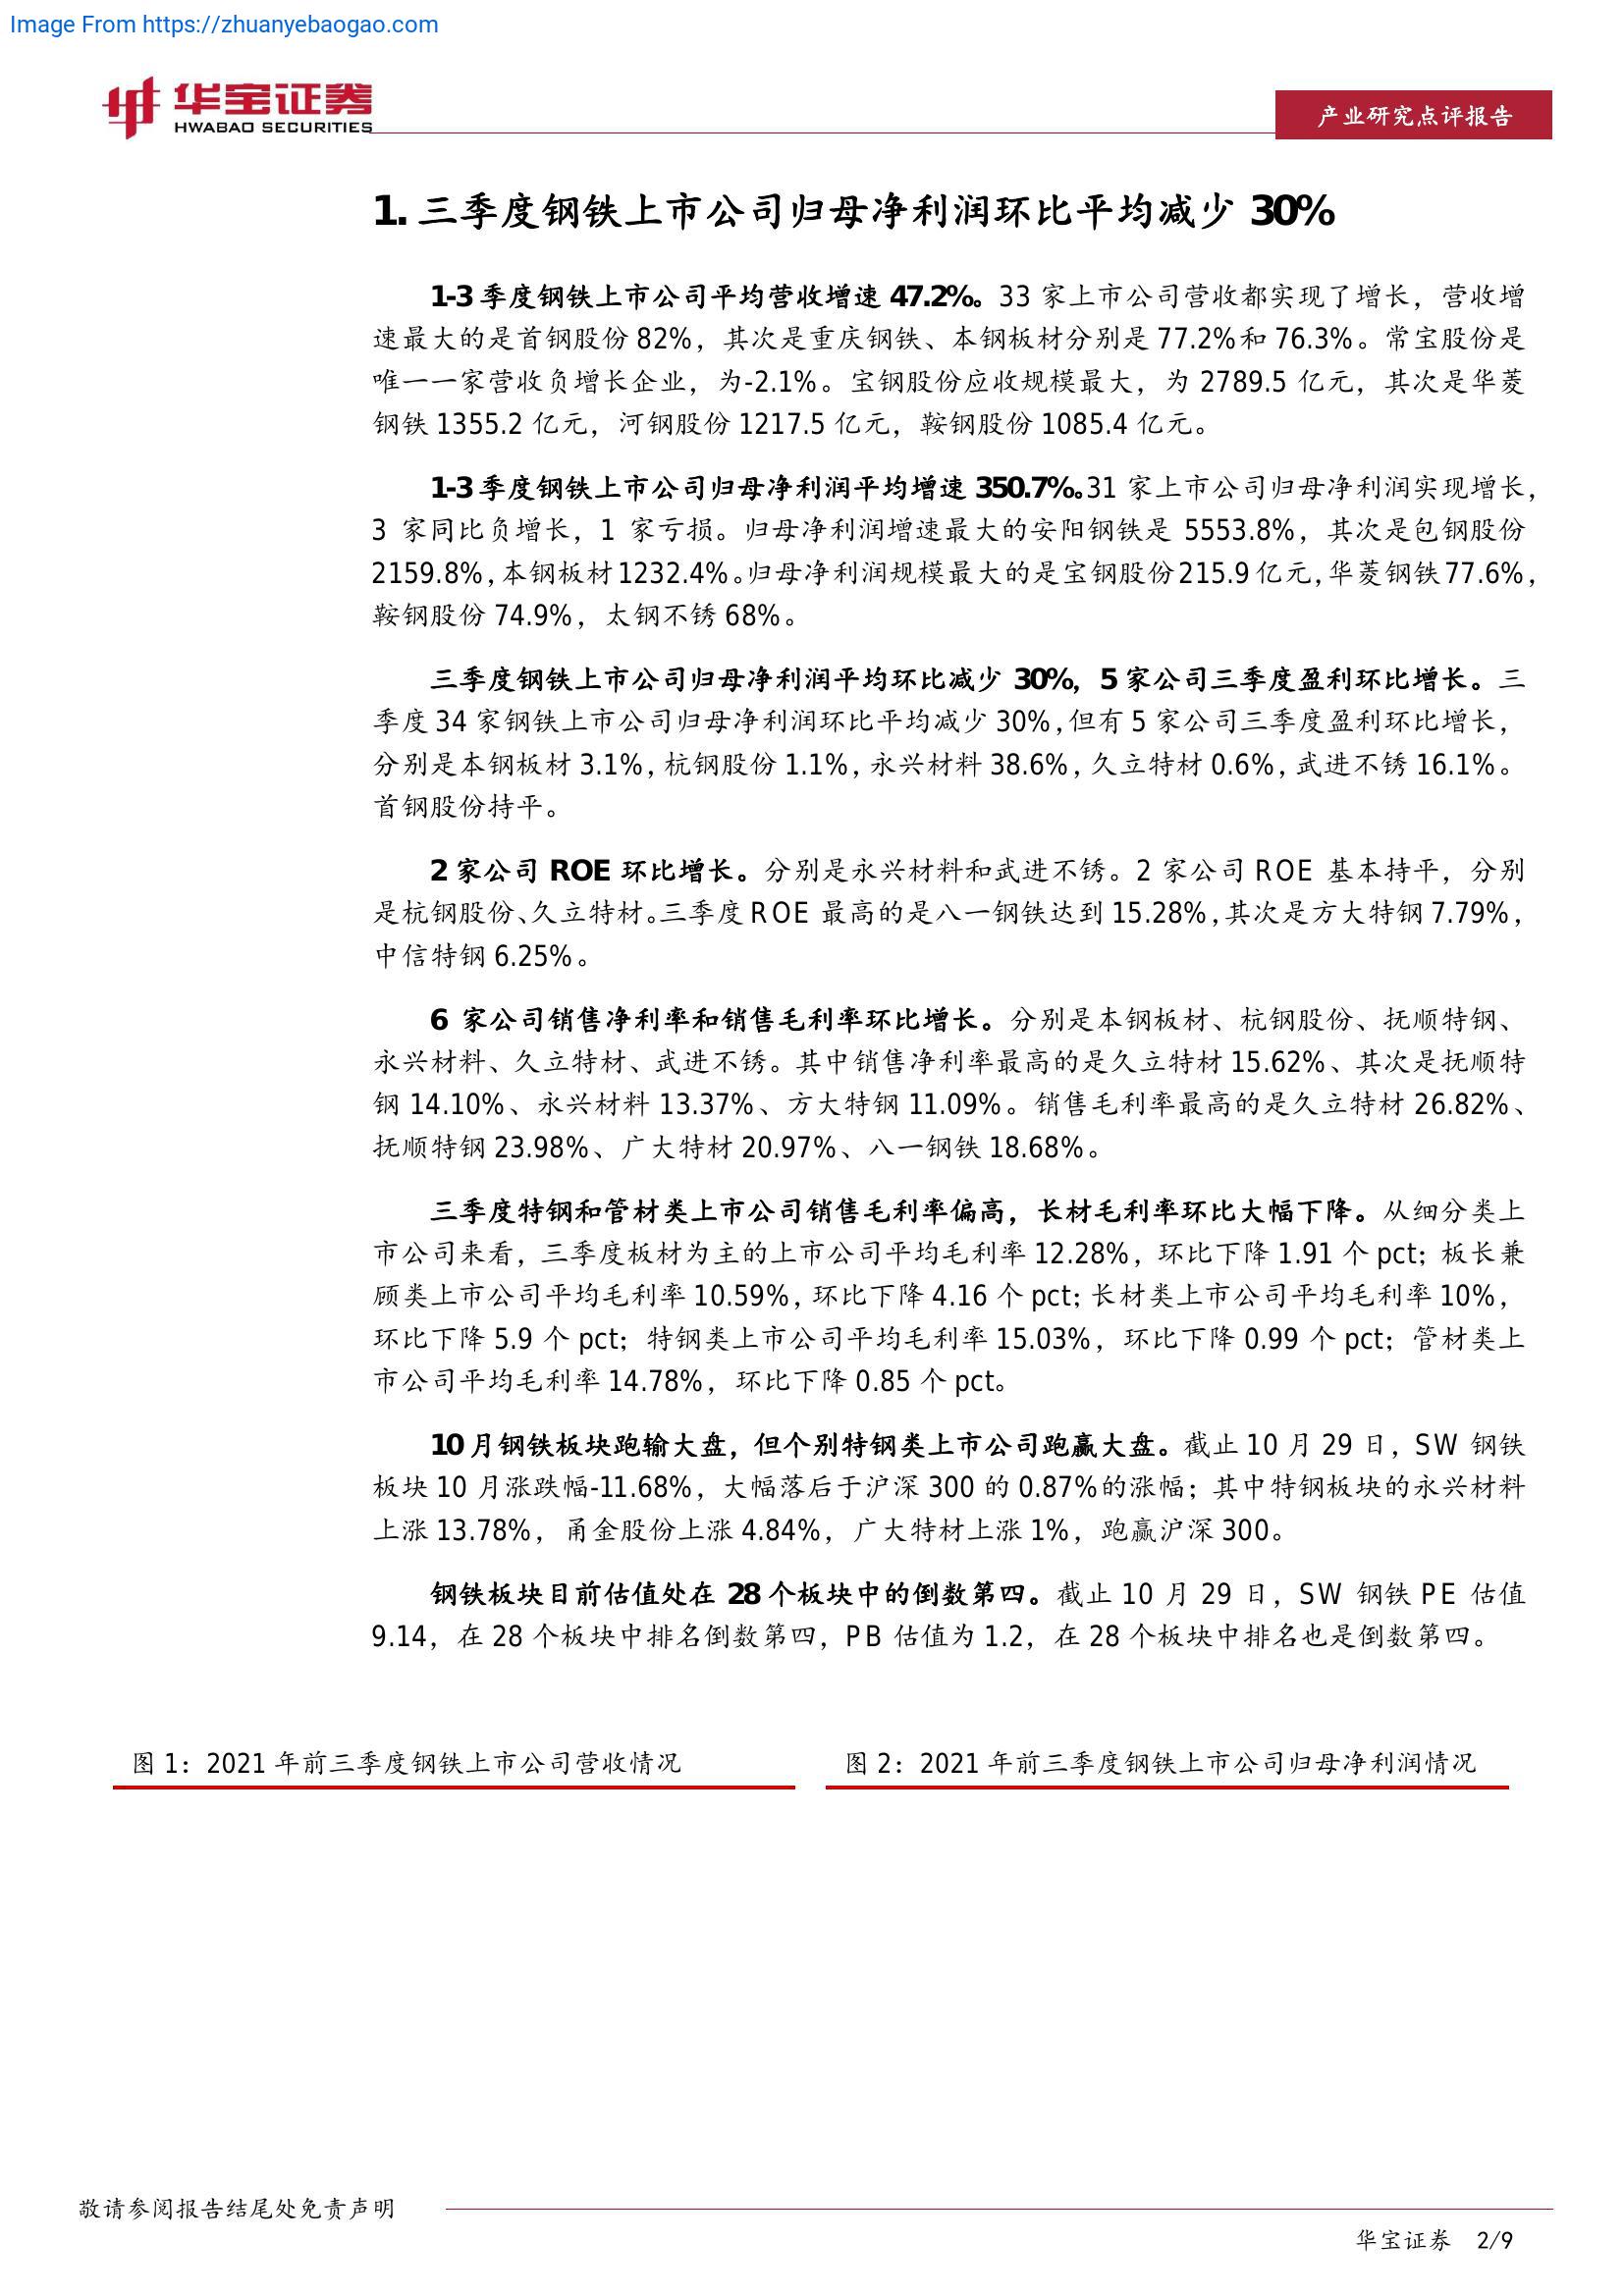 Image From https://zhuanyebaogao.com
华宝证券
HWABAO SECURITIES
产业研究点评报告
1. 三季度钢铁上市公司归母净利润环比平均减少 30%
1-3 季度钢铁上市公司平均营收增速 47.2%。33 家上市公司营收都实现了增长，营收增
速最大的是首钢股份 82%，其次是重庆钢铁、本钢板材分别是 77.2%和 76.3%。常宝股份是
唯一一家营收负增长企业，为-2.1%。宝钢股份应收规模最大，为 2789.5 亿元，其次是华菱
钢铁 1355.2 亿元，河钢股份 1217.5 亿元，鞍钢股份 1085.4 亿元。
1-3 季度钢铁上市公司归母净利润平均增速 350.7%。31 家上市公司归母净利润实现增长，
3 家同比负增长，1 家亏损。归母净利润增速最大的安阳钢铁是 5553.8%，其次是包钢股份
2159.8%，本钢板材 1232.4%。归母净利润规模最大的是宝钢股份 215.9 亿元，华菱钢铁 77.6%，
鞍钢股份 74.9%，太钢不锈 68%。
三季度钢铁上市公司归母净利润平均环比减少 30%，5 家公司三季度盈利环比增长。三
季度 34 家钢铁上市公司归母净利润环比平均减少 30%，但有 5 家公司三季度盈利环比增长，
分别是本钢板材 3.1%，杭钢股份 1.1%，永兴材料 38.6%，久立特材 0.6%，武进不锈 16.1%。
首钢股份持平。
2 家公司 ROE 环比增长。分别是永兴材料和武进不锈。2 家公司 ROE 基本持平，分别
是杭钢股份、久立特材。三季度 ROE 最高的是八一钢铁达到 15.28%，其次是方大特钢 7.79%，
中信特钢 6.25%。
6 家公司销售净利率和销售毛利率环比增长。分别是本钢板材、杭钢股份、抚顺特钢、
永兴材料、久立特材、武进不锈。其中销售净利率最高的是久立特材 15.62%、其次是抚顺特
钢 14.10%、永兴材料 13.37%、方大特钢 11.09%。销售毛利率最高的是久立特材 26.82%、
抚顺特钢 23.98%、广大特材 20.97%、八一钢铁 18.68%。
三季度特钢和管材类上市公司销售毛利率偏高，长材毛利率环比大幅下降。从细分类上
市公司来看，三季度板材为主的上市公司平均毛利率 12.28%，环比下降 1.91 个 pct；板长兼
顾类上市公司平均毛利率 10.59%，环比下降 4.16 个 pct；长材类上市公司平均毛利率 10%，
环比下降 5.9 个 pct；特钢类上市公司平均毛利率 15.03%，环比下降 0.99 个 pct；管材类上
市公司平均毛利率 14.78%，环比下降 0.85 个 pct。
10 月钢铁板块跑输大盘，但个别特钢类上市公司跑赢大盘。截止 10 月 29 日，SW 钢铁
板块 10 月涨跌幅-11.68%，大幅落后于沪深 300 的 0.87%的涨幅；其中特钢板块的永兴材料
上涨 13.78%，甬金股份上涨 4.84%，广大特材上涨 1%，跑赢沪深 300。
钢铁板块目前估值处在 28 个板块中的倒数第四。截止 10 月 29 日，SW 钢铁 PE 估值
9.14，在 28 个板块中排名倒数第四，PB 估值为 1.2，在 28 个板块中排名也是倒数第四。
图 1：2021 年前三季度钢铁上市公司营收情况
图 2：2021 年前三季度钢铁上市公司归母净利润情况
敬请参阅报告结尾处免责声明
华宝证券 2/9